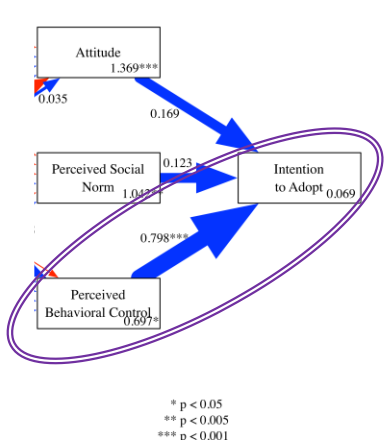 Attitude
1.369***
0.035
0.169
Perceived Social
Norm
0.123
Intention
to Adopt
0.069
0.798***
Perceived
Behavioral Control
0.697*
* p < 0.05
** p < 0.005
*** p < 0.001